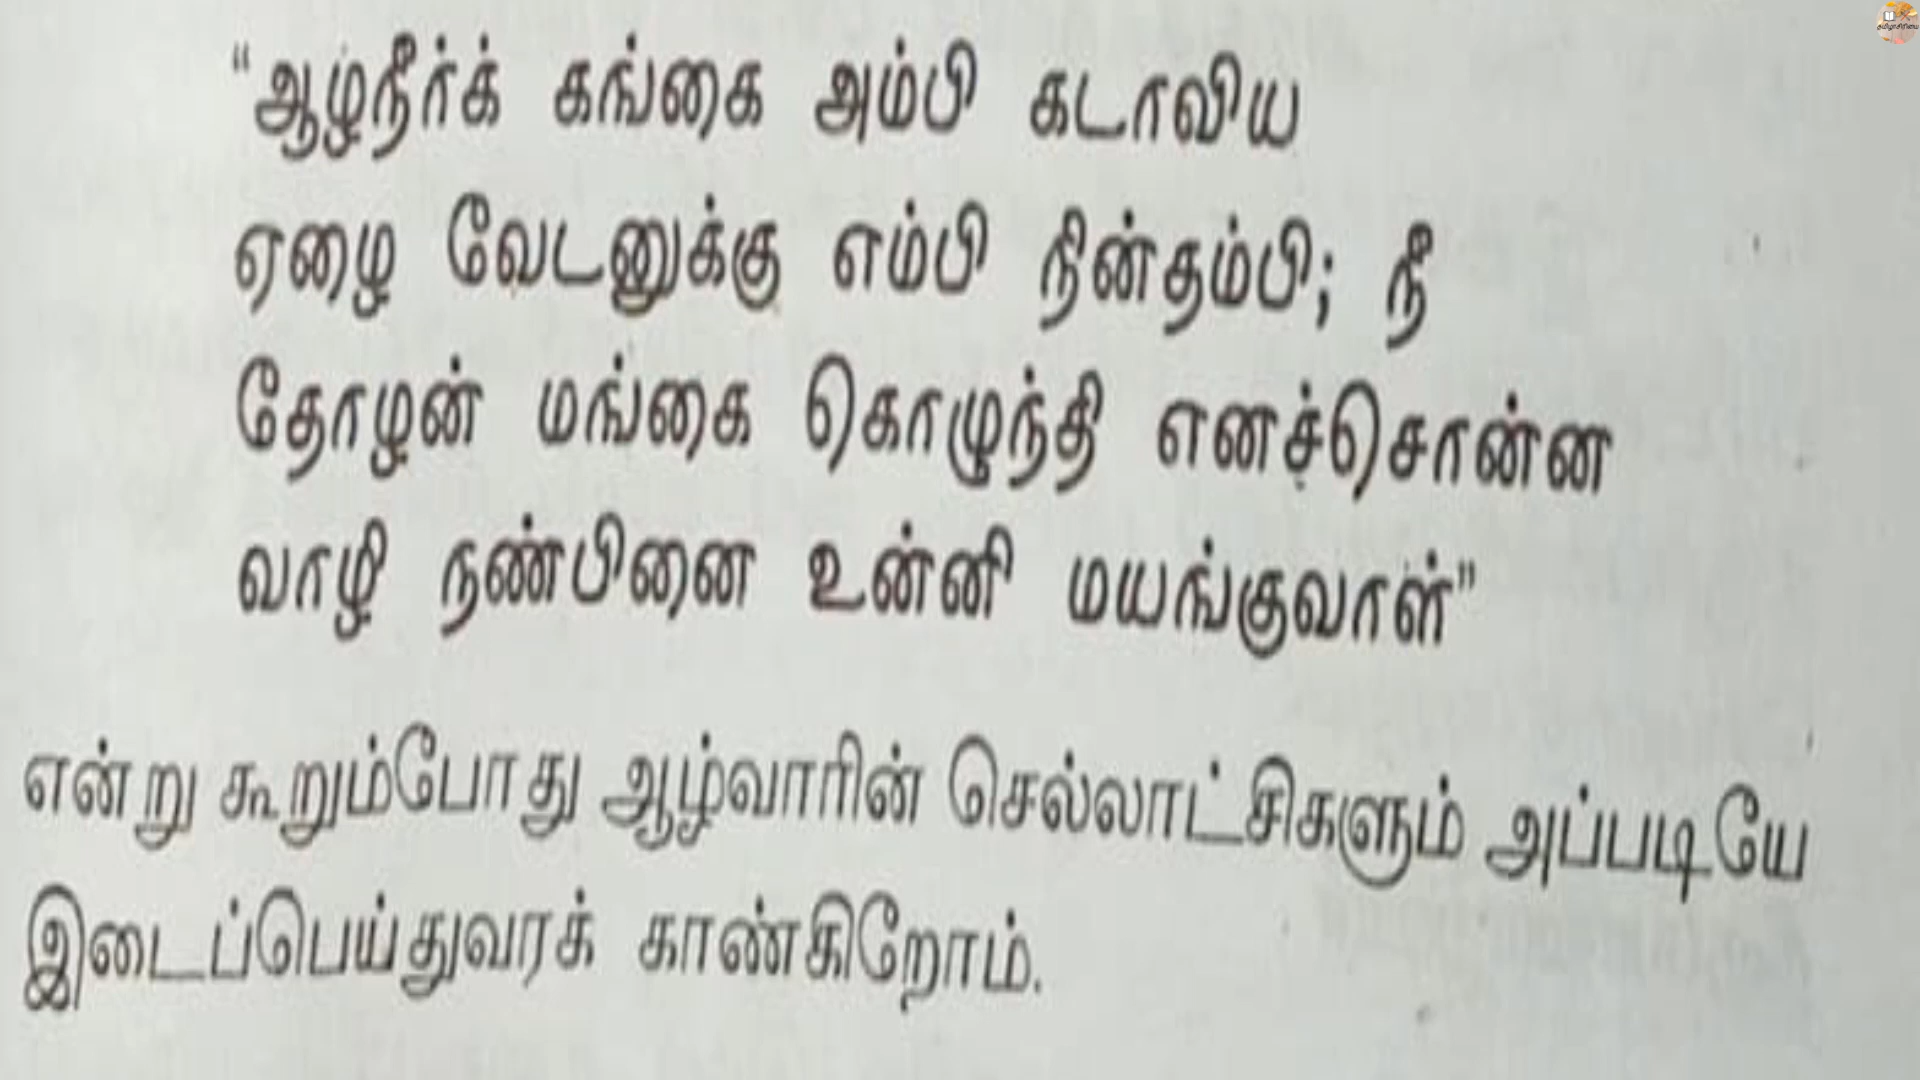 “ஆழநீர்க் கங்கை அம்பி கடாவிய
ஏழை வேடனுக்கு எம்பி நின்தம்பி; நீ
தோழன் மங்கை கொழுந்தி எனச்சொன்ன
வாழி நண்பினை உன்னி மயங்குவாள்”
என்று கூறும்போது ஆழ்வாரின் செல்லாட்சிகளும் அப்படியே
இடைப்பெய்துவரக் காண்கிறோம்.